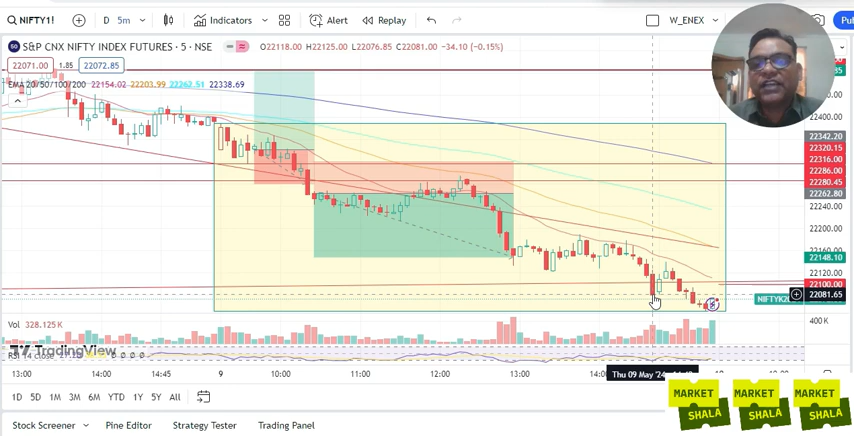 NIFTY1! D 5m Indicators Alert Replay W_ENEX
S&P CNX NIFTY INDEX FUTURES · 5 · NSE O22118.00 H22125.00 L22076.85 C22081.00 −34.10 (−0.15%)
22071.00 1.85 22072.85
EMA 20/50/100/200 22154.02 22203.99 22262.51 22338.69
22400.00
22342.20
22320.15
22316.00
22286.00
22280.45
22262.80
22240.00
22200.00
22160.00
22148.10
22120.00
22100.00
22081.65
Vol 328.125K
400 K
RSI 14 close
TradingView
13:00 14:00 14:45 9 10:00 11:00 12:00 13:00 Thu 09 May '24
1D 5D 1M 3M 6M YTD 1Y 5Y All
Stock Screener Pine Editor Strategy Tester Trading Panel
MARKET SHALA MARKET SHALA MARKET SHALA